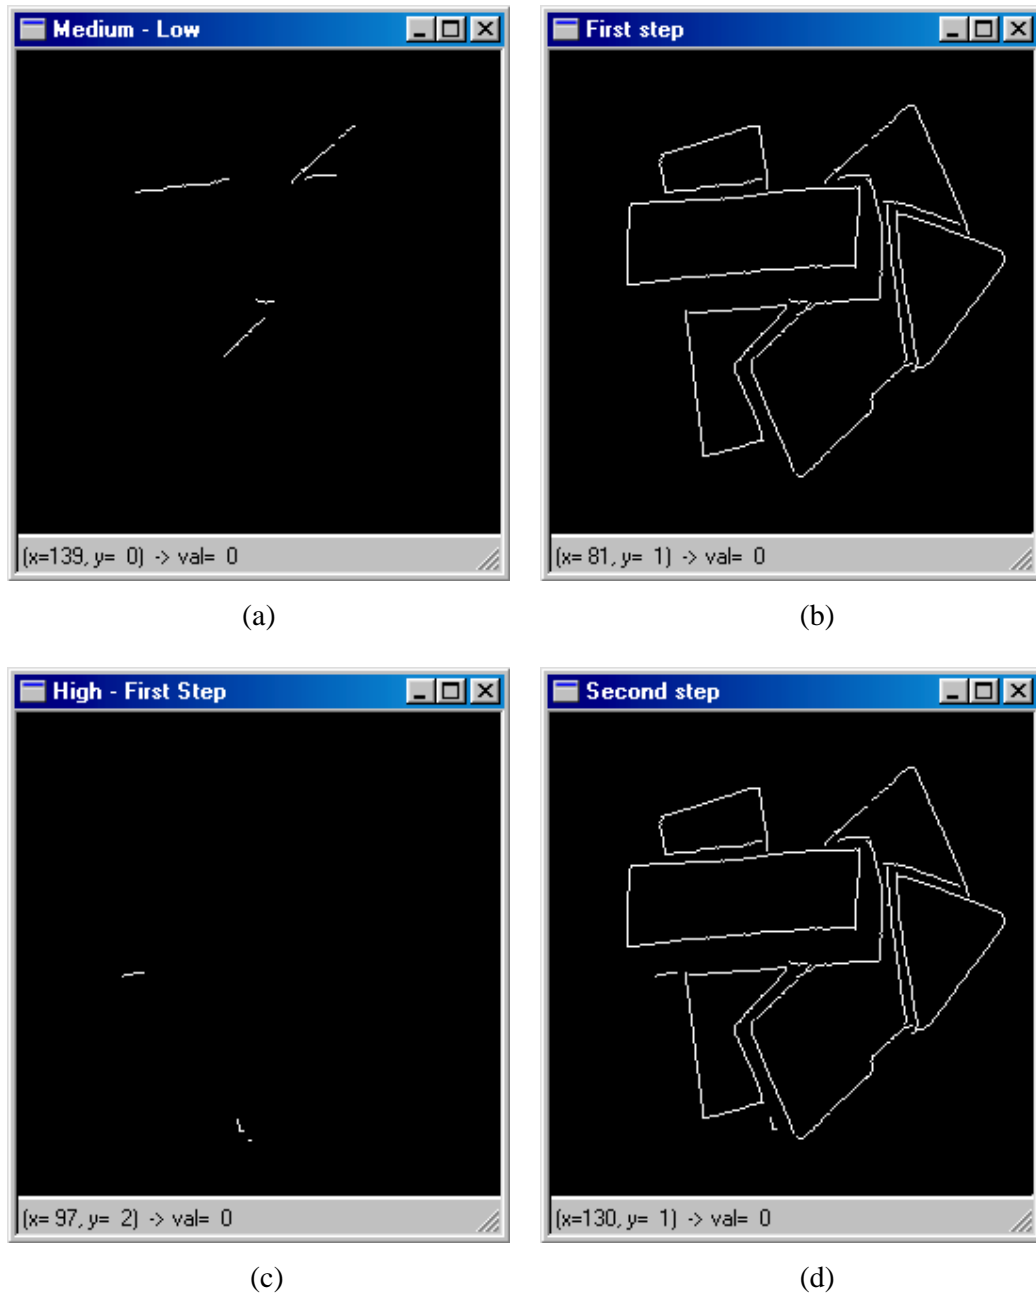 Medium - Low
First step
(x=139, y= 0) -> val= 0
(x= 81, y= 1) -> val= 0
(a)
(b)
High - First Step
Second step
(x= 97, y= 2) -> val= 0
(x=130, y= 1) -> val= 0
(c)
(d)